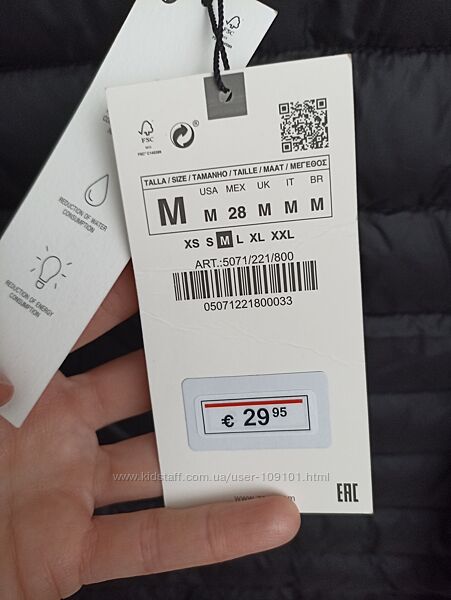 REDUCTION OF WATER
CONSUMPTION
REDUCTION OF ENERGY
CONSUMPTION
FSC
TALLA / SIZE / TAMANHO / TAILLE / MAAT / ΜΕΓΕΘΟΣ
USA MEX UK IT BR
M M 28 M M M
XS S M L XL XXL
ART.:5071/221/800
05071221800033
€ 29 95
www.kidstaff.com.ua/user-109101.html
EAC